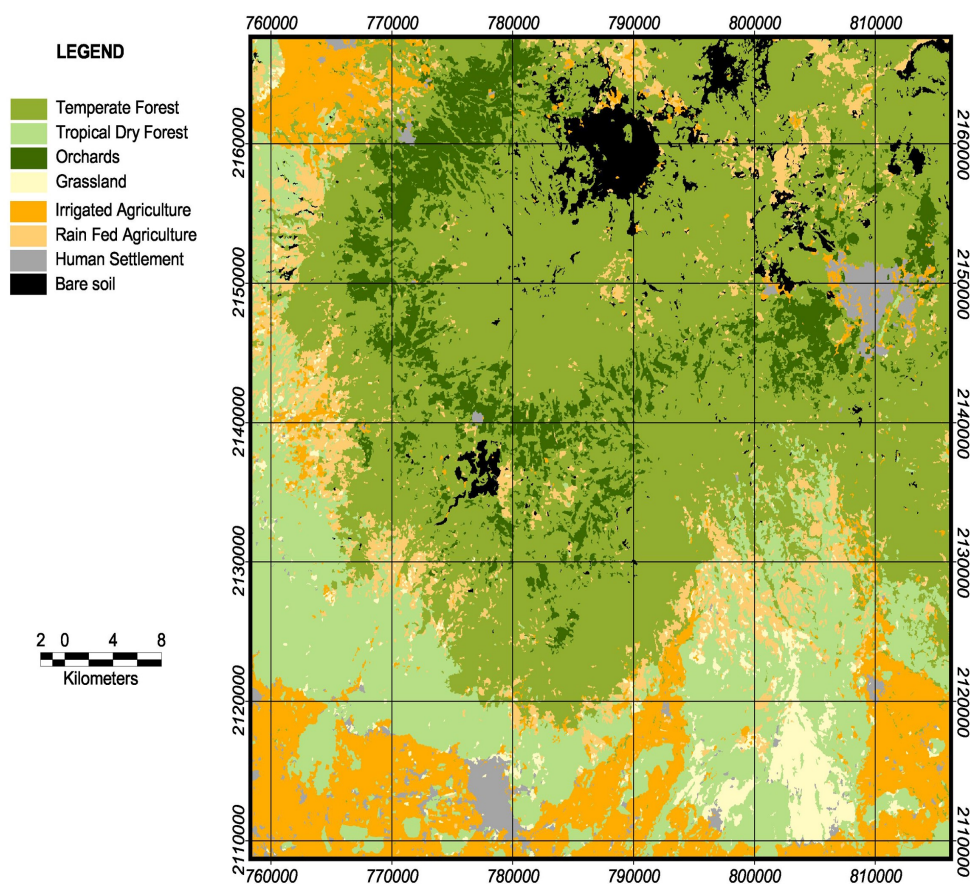 760000 770000 780000 790000 800000 810000
LEGEND
Temperate Forest
Tropical Dry Forest
Orchards
Grassland
Irrigated Agriculture
Rain Fed Agriculture
Human Settlement
Bare soil
2160000 2160000
2150000 2150000
2140000 2140000
2130000 2130000
2 0 4 8
Kilometers
2120000 2120000
2110000 2110000
760000 770000 780000 790000 800000 810000